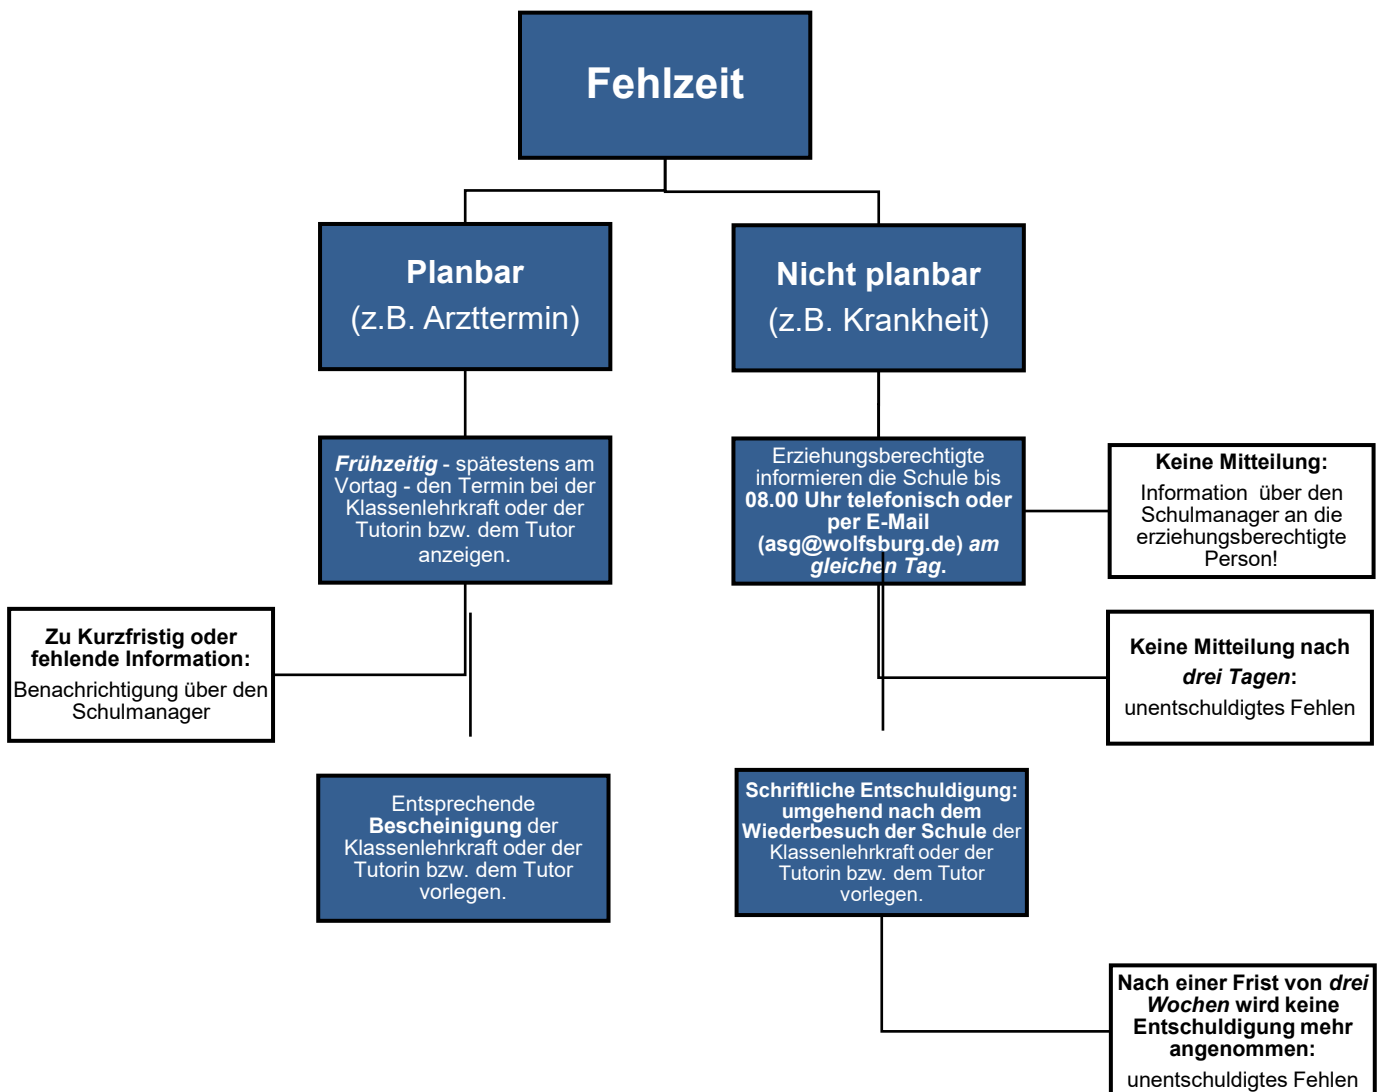 Fehlzeit
Planbar
(z.B. Arzttermin)
Nicht planbar
(z.B. Krankheit)
Frühzeitig - spätestens am
Vortag - den Termin bei der
Klassenlehrkraft oder der
Tutorin bzw. dem Tutor
anzeigen.
Erziehungsberechtigte
informieren die Schule bis
08.00 Uhr telefonisch oder
per E-Mail
(asg@wolfsburg.de) am
gleichen Tag.
Keine Mitteilung:
Information über den
Schulmanager an die
erziehungsberechtigte
Person!
Zu Kurzfristig oder
fehlende Information:
Benachrichtigung über den
Schulmanager
Keine Mitteilung nach
drei Tagen:
unentschuldigtes Fehlen
Entsprechende
Bescheinigung der
Klassenlehrkraft oder der
Tutorin bzw. dem Tutor
vorlegen.
Schriftliche Entschuldigung:
umgehend nach dem
Wiederbesuch der Schule der
Klassenlehrkraft oder der
Tutorin bzw. dem Tutor
vorlegen.
Nach einer Frist von drei
Wochen wird keine
Entschuldigung mehr
angenommen:
unentschuldigtes Fehlen